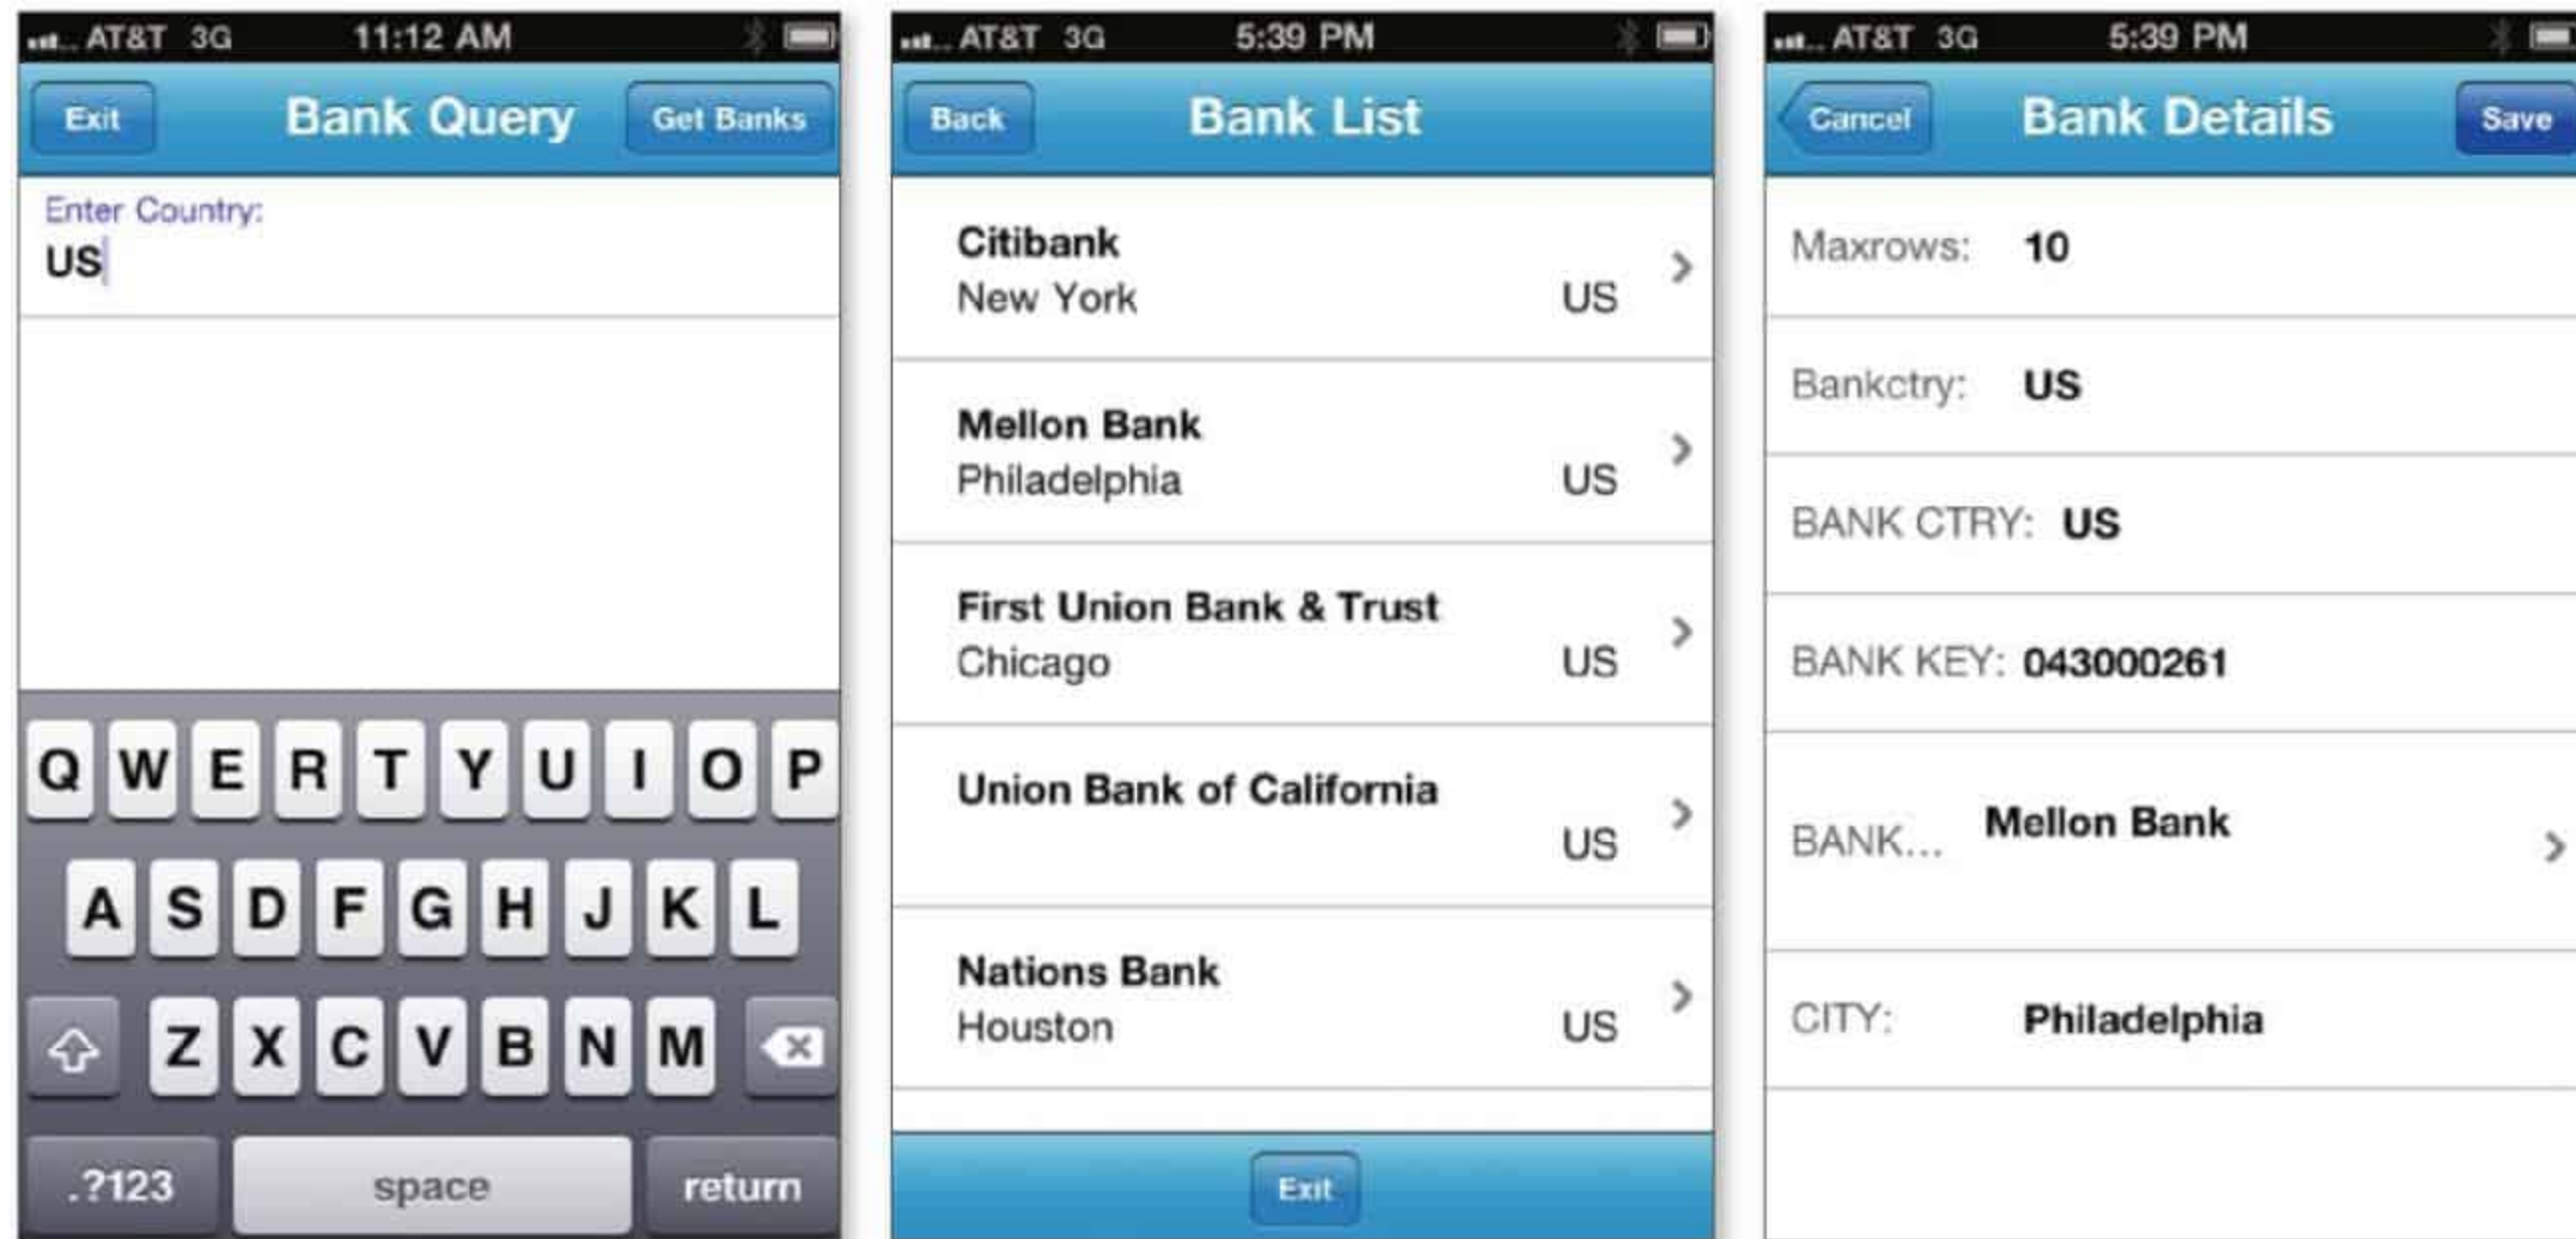 AT&T 3G 11:12 AM
Exit Bank Query Get Banks
Enter Country:
US
Q W E R T Y U I O P
A S D F G H J K L
Z X C V B N M
.?123 space return
AT&T 3G 5:39 PM
Back Bank List
Citibank
New York US
Mellon Bank
Philadelphia US
First Union Bank & Trust
Chicago US
Union Bank of California
US
Nations Bank
Houston US
Exit
AT&T 3G 5:39 PM
Cancel Bank Details Save
Maxrows: 10
Bankctry: US
BANK CTRY: US
BANK KEY: 043000261
BANK... Mellon Bank
CITY: Philadelphia